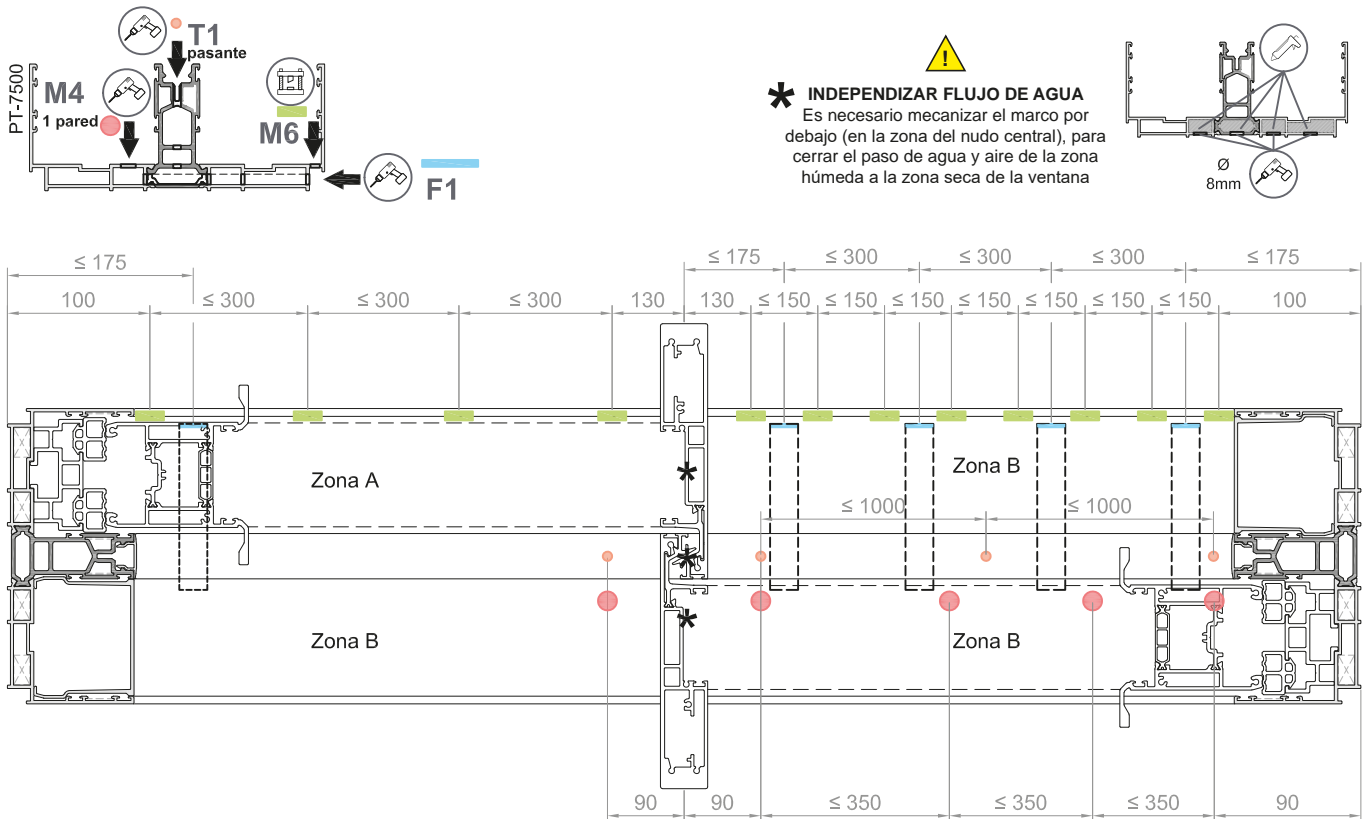 T1
pasante
PT-7500
M4
1 pared
M6
F1
!
* INDEPENDIZAR FLUJO DE AGUA
Es necesario mecanizar el marco por
debajo (en la zona del nudo central), para
cerrar el paso de agua y aire de la zona
húmeda a la zona seca de la ventana
Ø
8mm
≤ 175
≤ 175 ≤ 300 ≤ 300 ≤ 300 ≤ 175
100 ≤ 300 ≤ 300 ≤ 300 130 130 ≤ 150 ≤ 150 ≤ 150 ≤ 150 ≤ 150 ≤ 150 ≤ 150 100
Zona A * Zona B
≤ 1000 ≤ 1000
*
Zona B * Zona B
90 90 ≤ 350 ≤ 350 ≤ 350 90